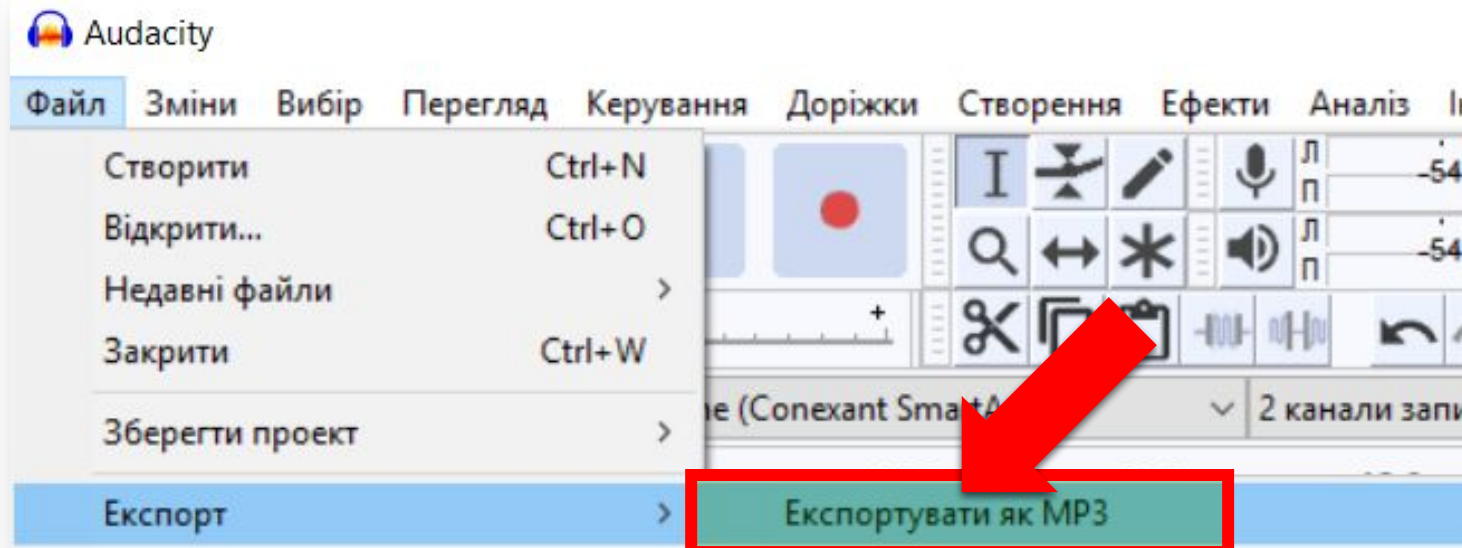 Audacity
Файл Зміни Вибір Перегляд Керування Доріжки Створення Ефекти Аналіз
Створити Ctrl+N
Відкрити... Ctrl+O
Недавні файли
Закрити Ctrl+W
Зберегти проект
Експорт
Експортувати як MP3
Л
П
-54
Л
П
-54
(Conexant
2 канали